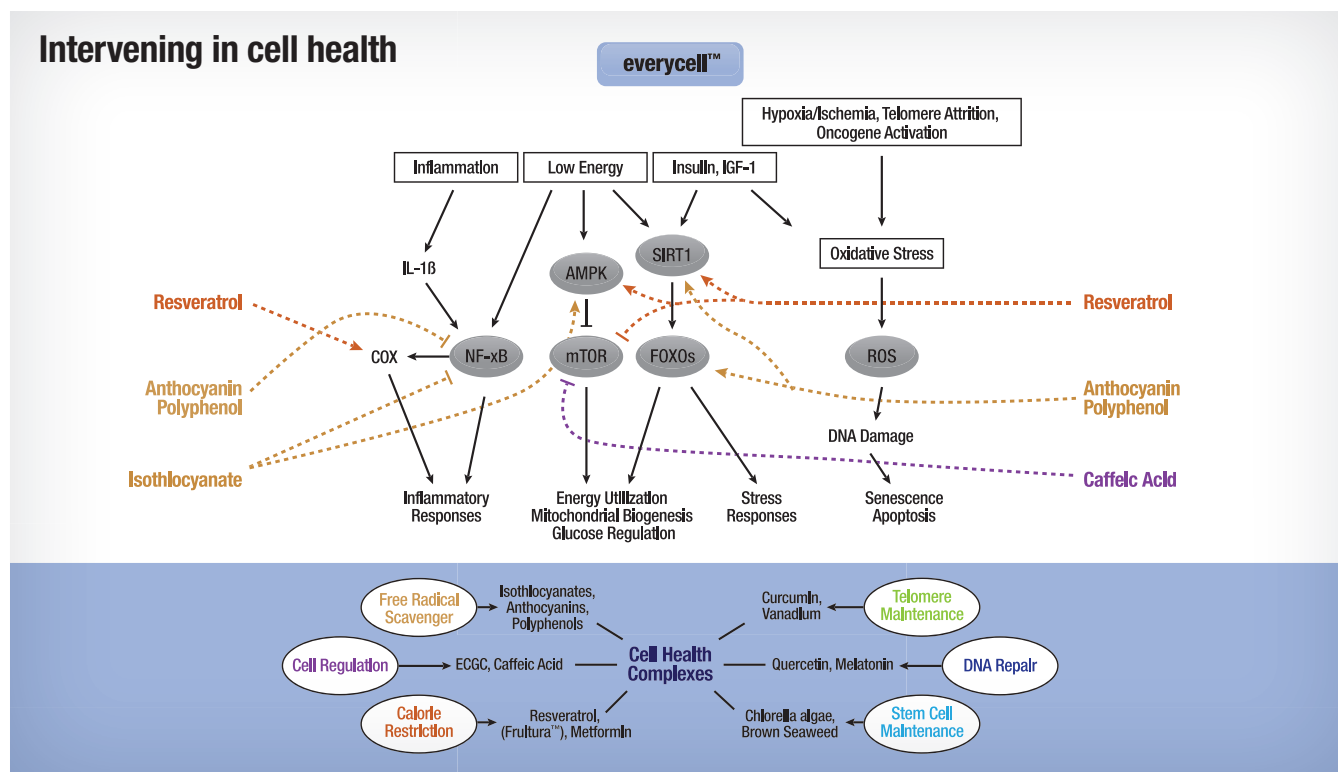 Intervening in cell health
everycell™
Hypoxia/Ischemia, Telomere Attrition,
Oncogene Activation
Inflammation
Low Energy
Insulin, IGF-1
IL-1ß
AMPK
SIRT1
Oxidative Stress
Resveratrol
Resveratrol
COX
NF-xB
mTOR
FOXOs
ROS
Anthocyanin
Polyphenol
Anthocyanin
Polyphenol
DNA Damage
Isothlocyanate
Caffeic Acid
Inflammatory
Responses
Energy Utilization
Mitochondrial Biogenesis
Glucose Regulation
Stress
Responses
Senescence
Apoptosis
Free Radical
Scavenger
Isothlocyanates,
Anthocyanins,
Polyphenols
Curcumin,
Vanadium
Telomere
Maintenance
Cell Regulation
ECGC, Caffeic Acid
Cell Health
Complexes
Quercetin, Melatonin
DNA Repair
Calorie
Restriction
Resveratrol,
(Frultura™), Metformin
Chlorella algae,
Brown Seaweed
Stem Cell
Maintenance